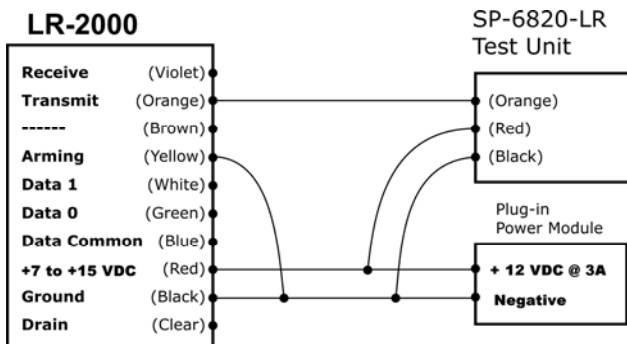 LR-2000
Receive (Violet)
Transmit (Orange)
------ (Brown)
Arming (Yellow)
Data 1 (White)
Data 0 (Green)
Data Common (Blue)
+7 to +15 VDC (Red)
Ground (Black)
Drain (Clear)
SP-6820-LR
Test Unit
(Orange)
(Red)
(Black)
Plug-in
Power Module
+ 12 VDC @ 3A
Negative